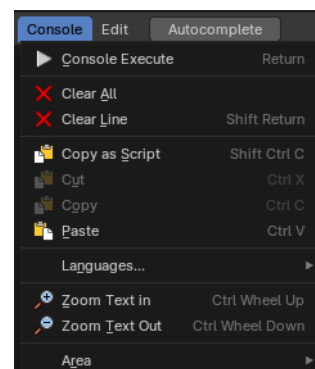 Console Edit Autocomplete
Console Execute Return
Clear All
Clear Line Shift Return
Copy as Script Shift Ctrl C
Cut Ctrl X
Copy Ctrl C
Paste Ctrl V
Languages...
Zoom Text in Ctrl Wheel Up
Zoom Text Out Ctrl Wheel Down
Area